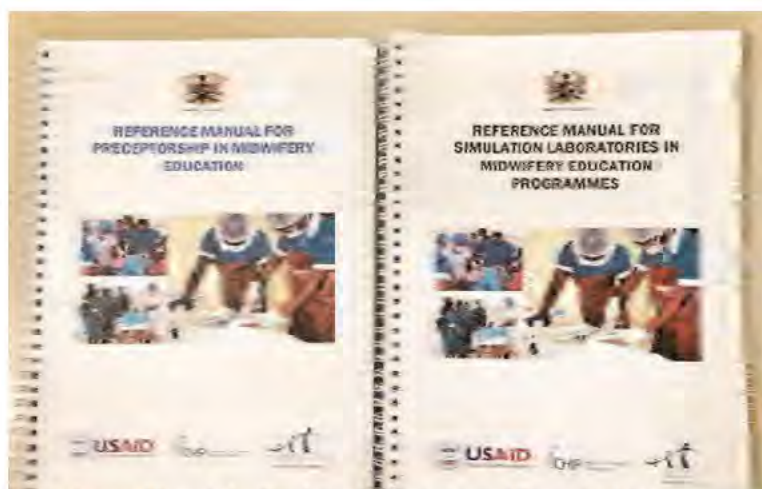 REFERENCE MANUAL FOR
PRECEPTORSHIP IN MIDWIFERY
EDUCATION
USAID
REFERENCE MANUAL FOR
SIMULATION LABORATORIES IN
MIDWIFERY EDUCATION
PROGRAMMES
USAID